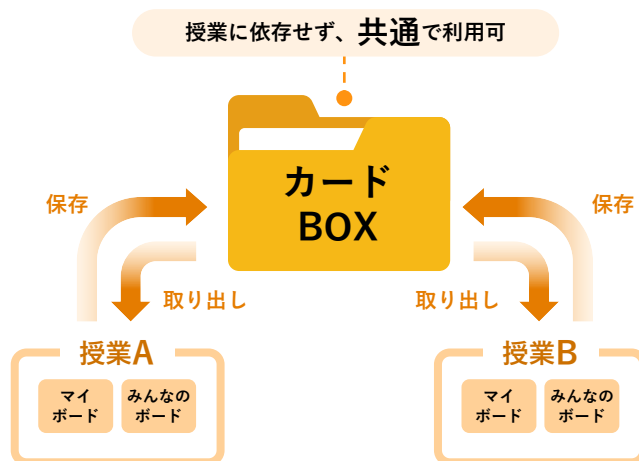 授業に依存せず、共通で利用可
カード
BOX
保存
保存
取り出し
取り出し
授業A
授業B
マイ
ボード
みんなの
ボード
マイ
ボード
みんなの
ボード